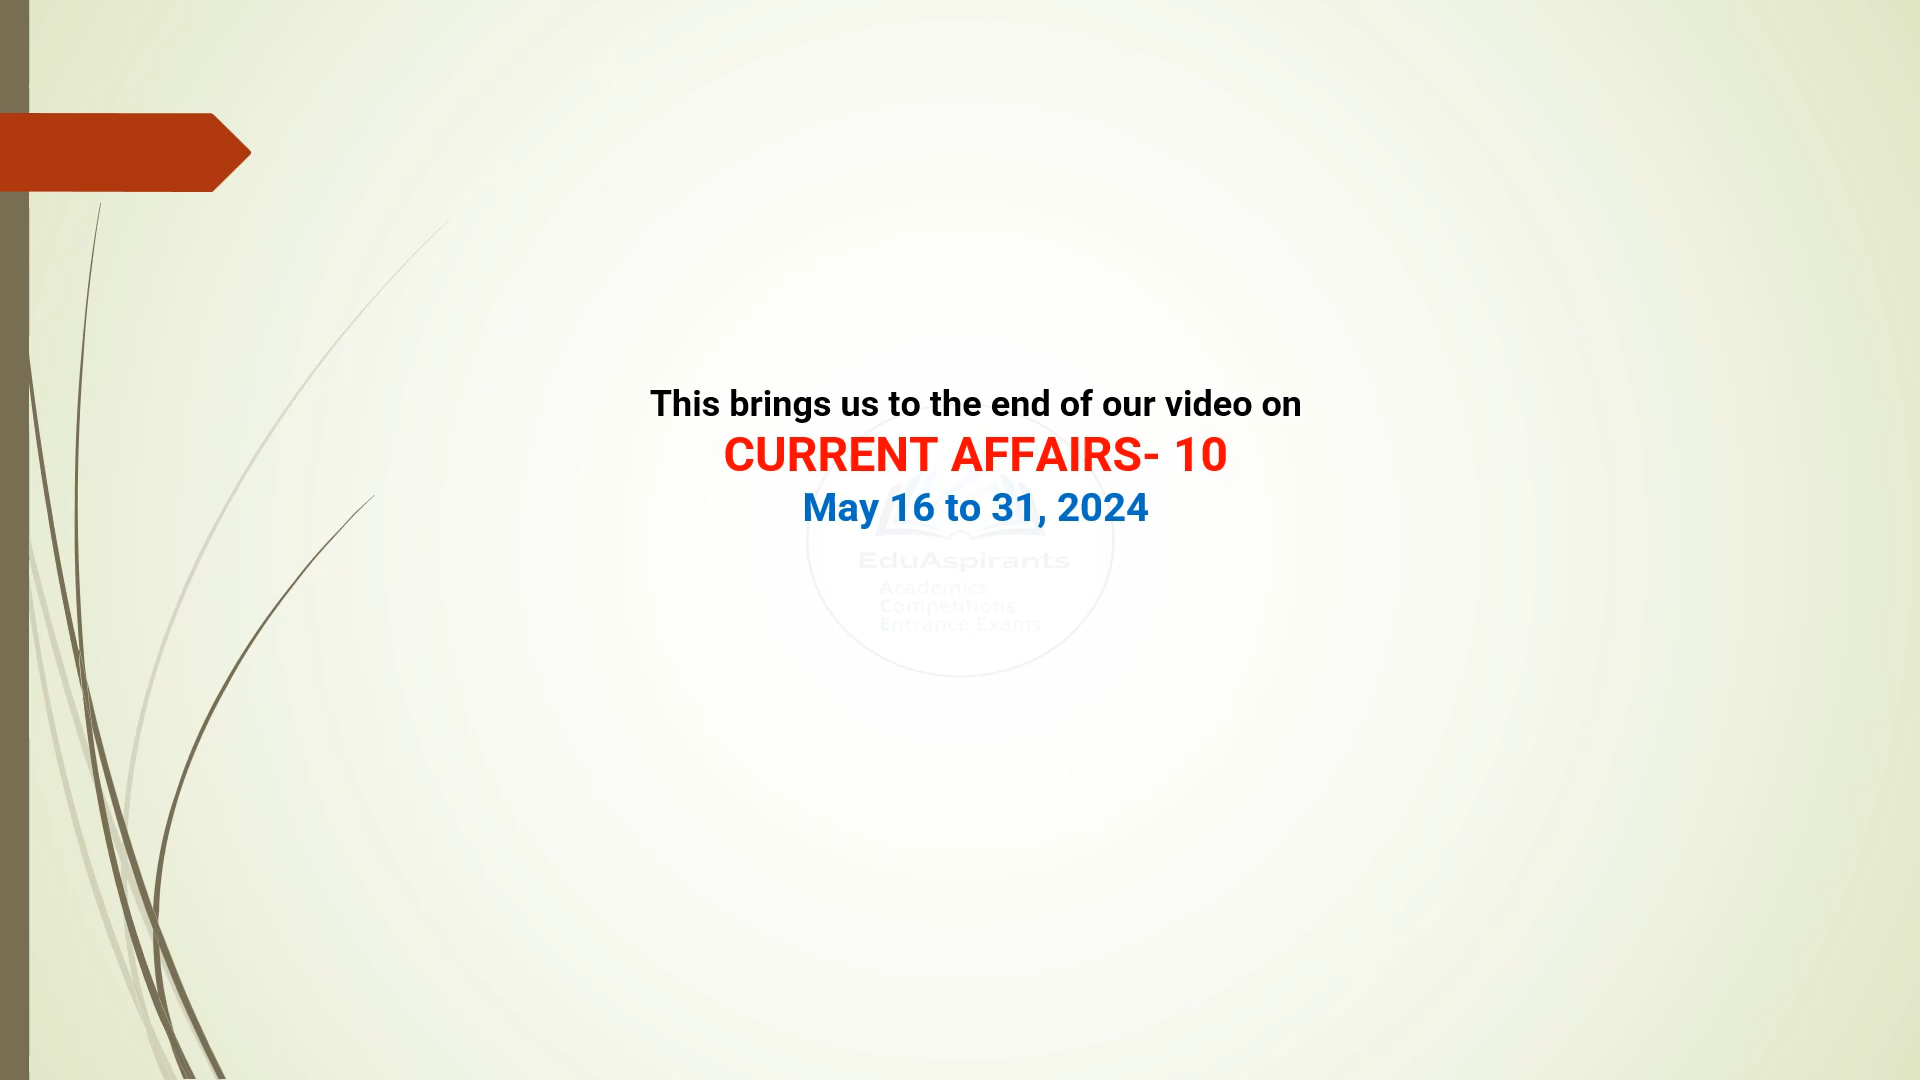 This brings us to the end of our video on
CURRENT AFFAIRS- 10
May 16 to 31, 2024
EduAspirants
Academics
Competitions
Entrance Exams